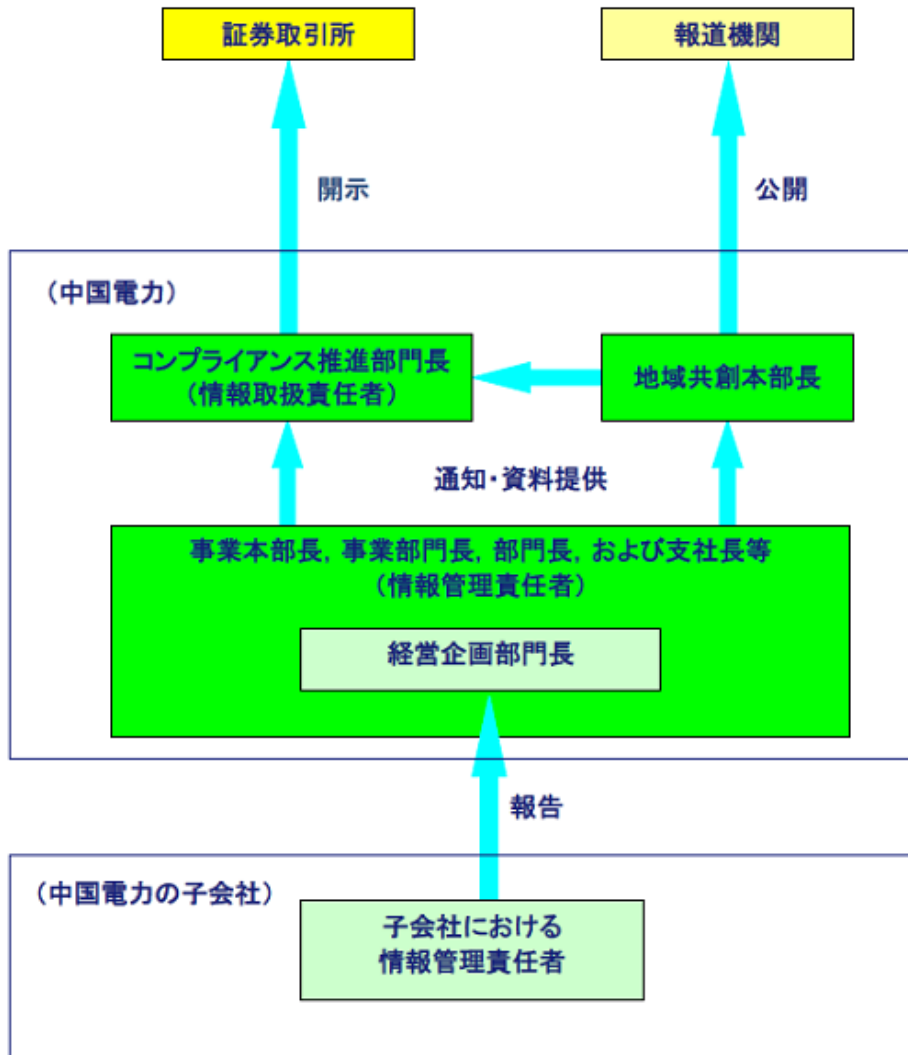 証券取引所
報道機関
開示
公開
（中国電力）
コンプライアンス推進部門長
（情報取扱責任者）
地域共創本部長
通知・資料提供
事業本部長，事業部門長，部門長，および支社長等
（情報管理責任者）
経営企画部門長
報告
（中国電力の子会社）
子会社における
情報管理責任者